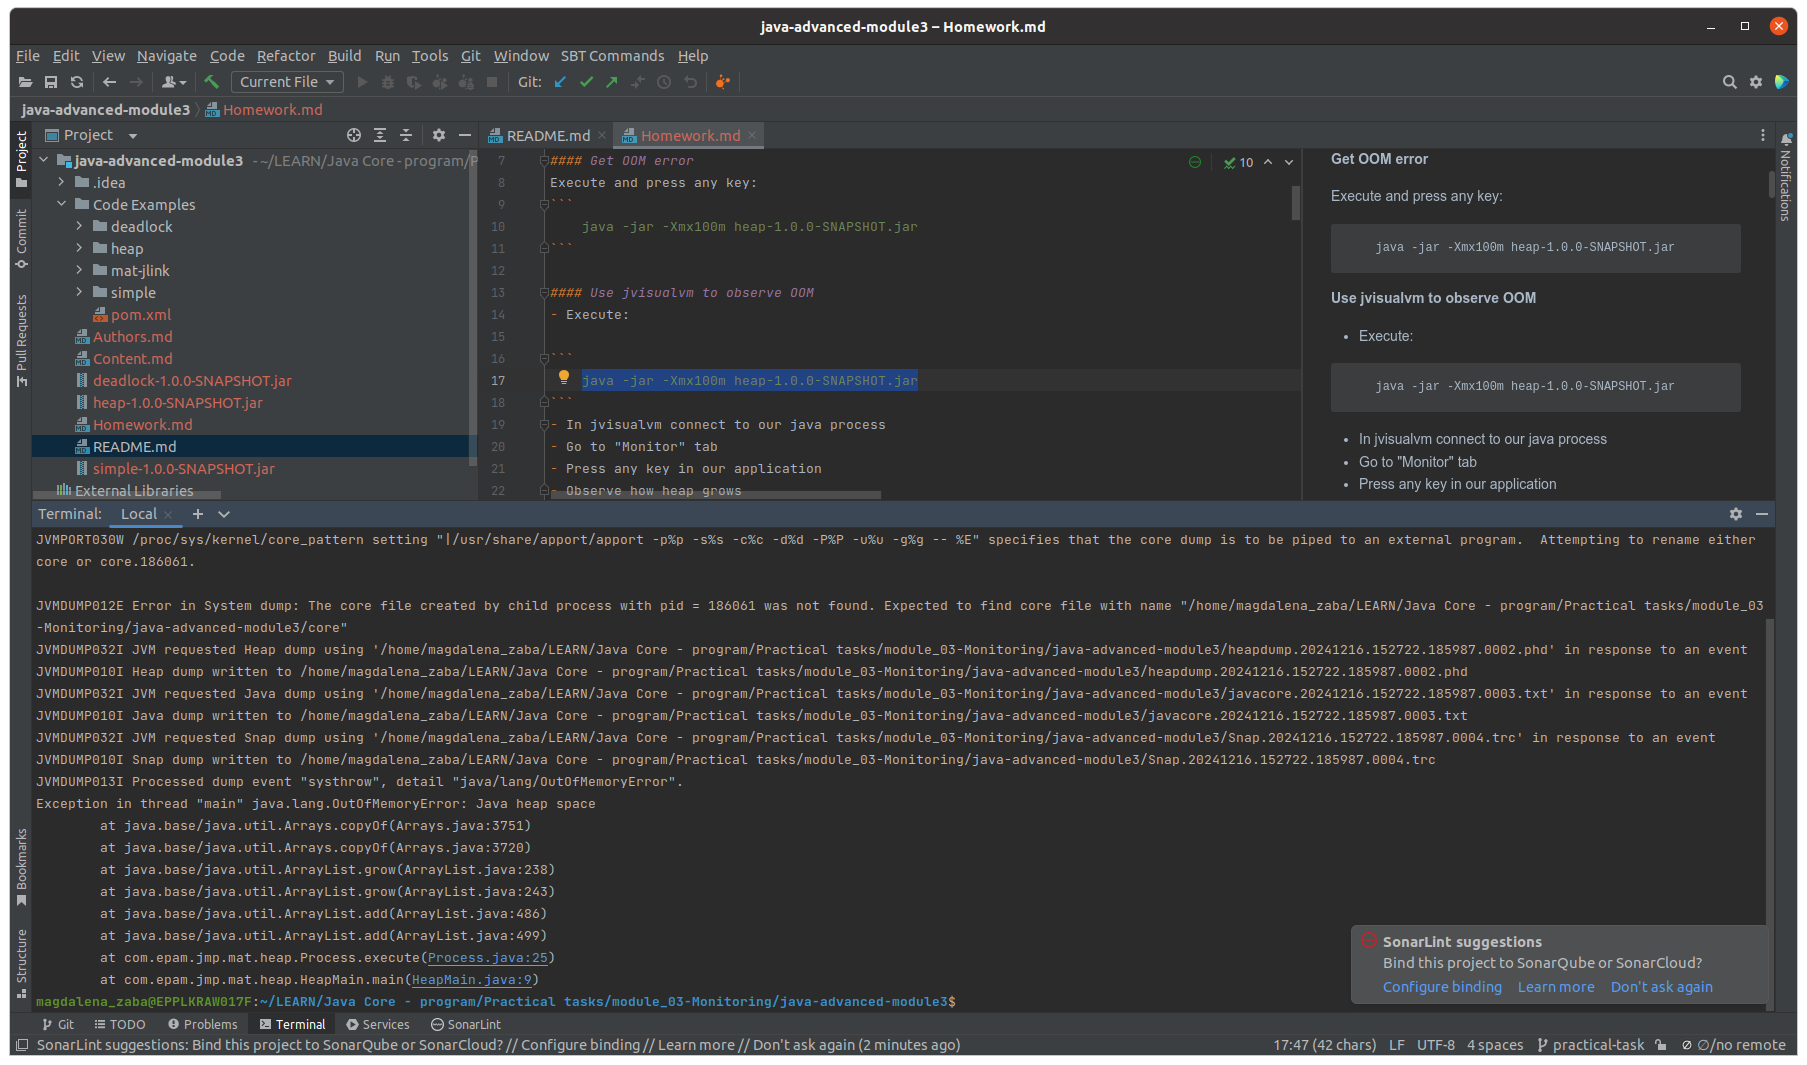 java-advanced-module3 – Homework.md
File Edit View Navigate Code Refactor Build Run Tools Git Window SBT Commands Help
Current File
Git:
java-advanced-module3 Homework.md
Project
Commit
Pull Requests
Bookmarks
Structure
Project
java-advanced-module3 - ~/LEARN/Java Core - program/P
.idea
Code Examples
deadlock
heap
mat-jlink
simple
pom.xml
Authors.md
Content.md
deadlock-1.0.0-SNAPSHOT.jar
heap-1.0.0-SNAPSHOT.jar
Homework.md
README.md
simple-1.0.0-SNAPSHOT.jar
External Libraries
README.md Homework.md
10
7 #### Get OOM error
8 Execute and press any key:
9 ```
10 java -jar -Xmx100m heap-1.0.0-SNAPSHOT.jar
11 ```
12
13 #### Use jvisualvm to observe OOM
14 - Execute:
15
16 ```
17 java -jar -Xmx100m heap-1.0.0-SNAPSHOT.jar
18 ```
19 - In jvisualvm connect to our java process
20 - Go to "Monitor" tab
21 - Press any key in our application
22 - Observe how heap grows
Get OOM error
Execute and press any key:
java -jar -Xmx100m heap-1.0.0-SNAPSHOT.jar
Use jvisualvm to observe OOM
• Execute:
java -jar -Xmx100m heap-1.0.0-SNAPSHOT.jar
• In jvisualvm connect to our java process
• Go to "Monitor" tab
• Press any key in our application
Notifications
Terminal: Local
JVMPORT030W /proc/sys/kernel/core_pattern setting "|/usr/share/apport/apport -p%p -s%s -c%c -d%d -P%P -u%u -g%g -- %E" specifies that the core dump is to be piped to an external program.  Attempting to rename either
core or core.186061.
JVMDUMP012E Error in System dump: The core file created by child process with pid = 186061 was not found. Expected to find core file with name "/home/magdalena_zaba/LEARN/Java Core - program/Practical tasks/module_03
-Monitoring/java-advanced-module3/core"
JVMDUMP032I JVM requested Heap dump using '/home/magdalena_zaba/LEARN/Java Core - program/Practical tasks/module_03-Monitoring/java-advanced-module3/heapdump.20241216.152722.185987.0002.phd' in response to an event
JVMDUMP010I Heap dump written to /home/magdalena_zaba/LEARN/Java Core - program/Practical tasks/module_03-Monitoring/java-advanced-module3/heapdump.20241216.152722.185987.0002.phd
JVMDUMP032I JVM requested Java dump using '/home/magdalena_zaba/LEARN/Java Core - program/Practical tasks/module_03-Monitoring/java-advanced-module3/javacore.20241216.152722.185987.0003.txt' in response to an event
JVMDUMP010I Java dump written to /home/magdalena_zaba/LEARN/Java Core - program/Practical tasks/module_03-Monitoring/java-advanced-module3/javacore.20241216.152722.185987.0003.txt
JVMDUMP032I JVM requested Snap dump using '/home/magdalena_zaba/LEARN/Java Core - program/Practical tasks/module_03-Monitoring/java-advanced-module3/Snap.20241216.152722.185987.0004.trc' in response to an event
JVMDUMP010I Snap dump written to /home/magdalena_zaba/LEARN/Java Core - program/Practical tasks/module_03-Monitoring/java-advanced-module3/Snap.20241216.152722.185987.0004.trc
JVMDUMP013I Processed dump event "systhrow", detail "java/lang/OutOfMemoryError".
Exception in thread "main" java.lang.OutOfMemoryError: Java heap space
at java.base/java.util.Arrays.copyOf(Arrays.java:3751)
at java.base/java.util.Arrays.copyOf(Arrays.java:3720)
at java.base/java.util.ArrayList.grow(ArrayList.java:238)
at java.base/java.util.ArrayList.grow(ArrayList.java:243)
at java.base/java.util.ArrayList.add(ArrayList.java:486)
at java.base/java.util.ArrayList.add(ArrayList.java:499)
at com.epam.jmp.mat.heap.Process.execute(Process.java:25)
at com.epam.jmp.mat.heap.HeapMain.main(HeapMain.java:9)
magdalena_zaba@EPPLKRAW017F:~/LEARN/Java Core - program/Practical tasks/module_03-Monitoring/java-advanced-module3$
SonarLint suggestions
Bind this project to SonarQube or SonarCloud?
Configure binding Learn more Don't ask again
Git TODO Problems Terminal Services SonarLint
SonarLint suggestions: Bind this project to SonarQube or SonarCloud? // Configure binding // Learn more // Don't ask again (2 minutes ago)
17:47 (42 chars) LF UTF-8 4 spaces practical-task ∅/no remote